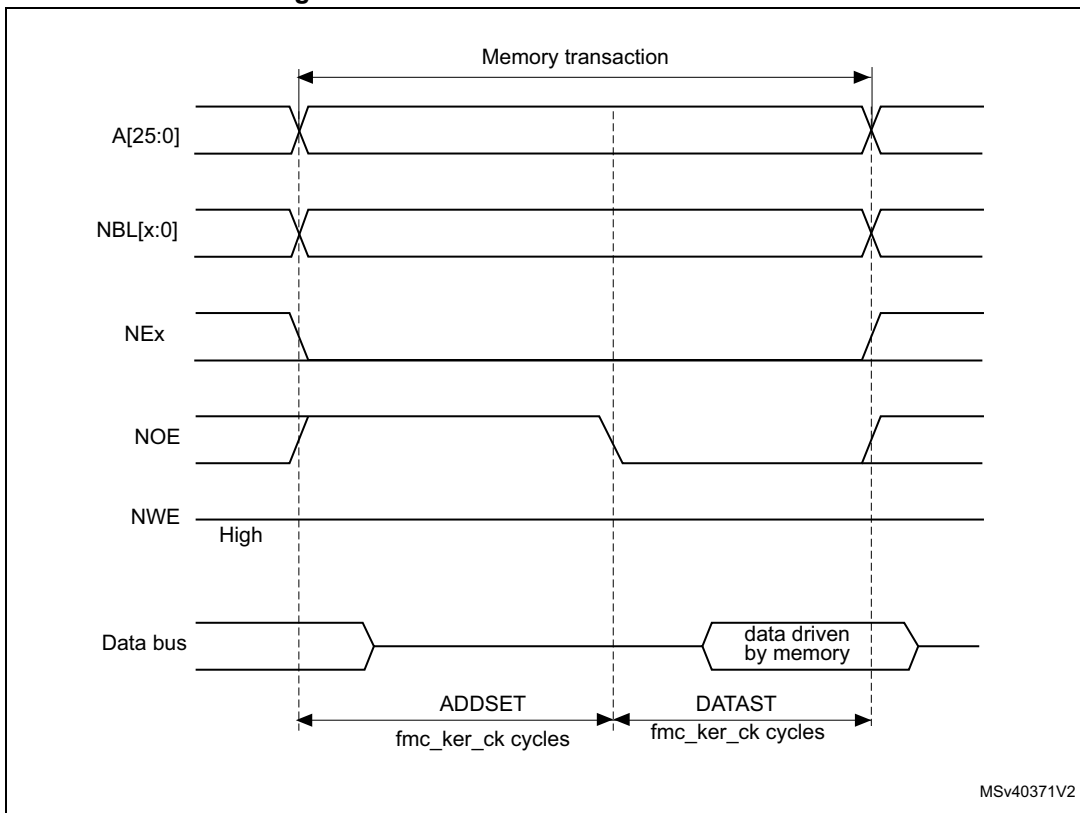 Memory transaction
A[25:0]
NBL[x:0]
NEx
NOE
NWE
High
Data bus
data driven
by memory
ADDSET
DATAST
fmc_ker_ck cycles
fmc_ker_ck cycles
MSv40371V2